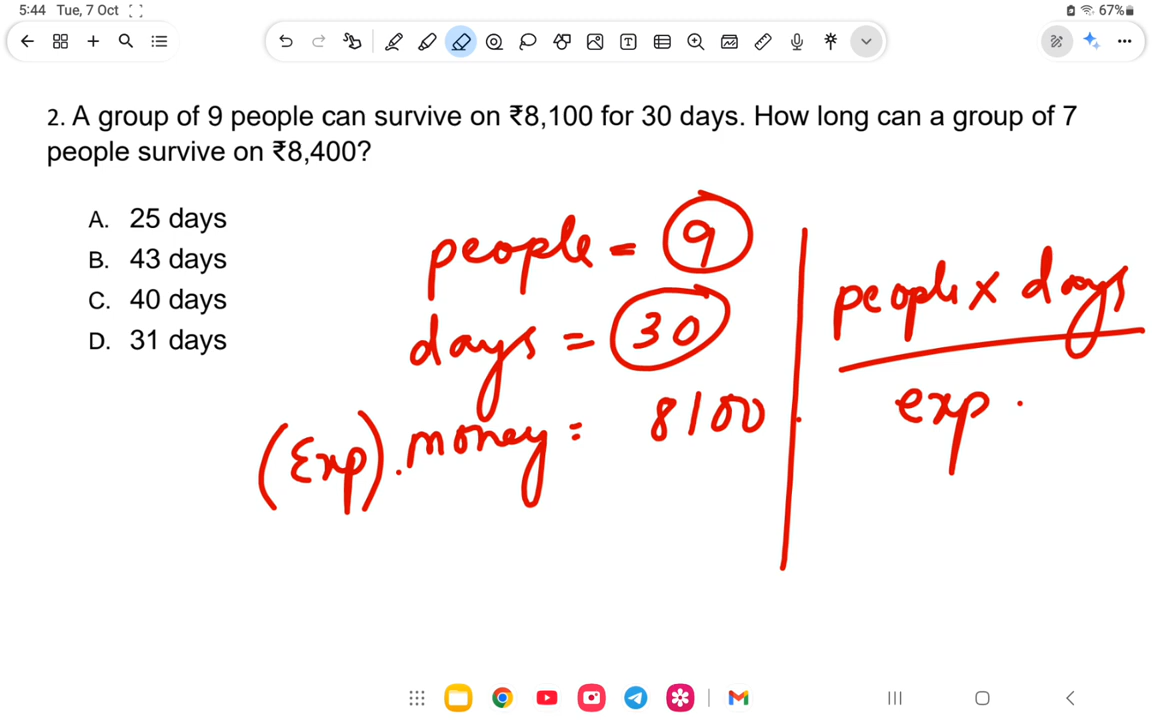 5:44 Tue, 7 Oct
67%
2. A group of 9 people can survive on ₹8,100 for 30 days. How long can a group of 7
people survive on ₹8,400?
A. 25 days
B. 43 days
C. 40 days
D. 31 days
people = 9
days = 30
(Exp). money = 8100
people x days
exp.